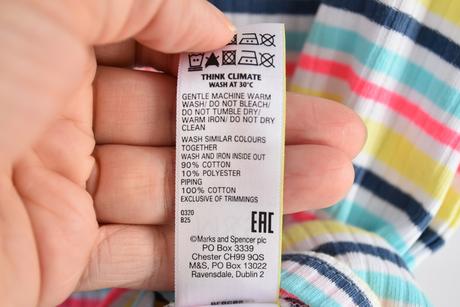 THINK CLIMATE
WASH AT 30°C
GENTLE MACHINE WARM
WASH/ DO NOT BLEACH/
DO NOT TUMBLE DRY/
WARM IRON/ DO NOT DRY
CLEAN
WASH SIMILAR COLOURS
TOGETHER
WASH AND IRON INSIDE OUT
90% COTTON
10% POLYESTER
PIPING
100% COTTON
EXCLUSIVE OF TRIMMINGS
Q320
B25
EAC
©Marks and Spencer plc
PO Box 3339
Chester CH99 9QS
M&S, PO Box 13022
Ravensdale, Dublin 2